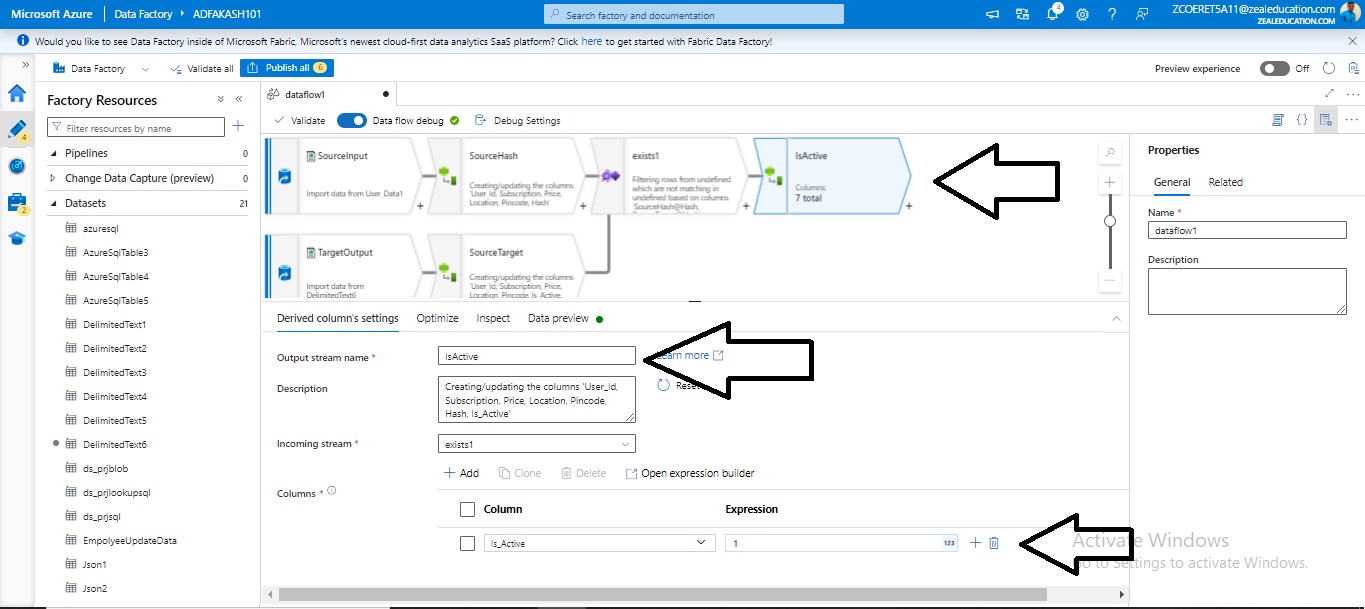 Microsoft Azure
Data Factory
ADFAKASH101
Search factory and documentation
4
ZCOERET5A11@zealeducation.com
ZEALEDUCATION.COM
Would you like to see Data Factory inside of Microsoft Fabric, Microsoft's newest cloud-first data analytics SaaS platform? Click here to get started with Fabric Data Factory!
Data Factory
Validate all
Publish all 6
Preview experience
Off
4
2
Factory Resources
Filter resources by name
Pipelines 0
Change Data Capture (preview) 0
Datasets 21
azuresql
AzureSqlTable3
AzureSqlTable4
AzureSqlTable5
DelimitedText1
DelimitedText2
DelimitedText3
DelimitedText4
DelimitedText5
DelimitedText6
ds_prjblob
ds_prjlookupsql
ds_prjsql
EmpolyeeUpdateData
Json1
Json2
dataflow1
Validate
Data flow debug
Debug Settings
SourceInput
Import data from User_Data1
SourceHash
Creating/updating the columns
'User_Id, Subscription, Price,
Location, Pincode, Hash'
exists1
Filtering rows from undefined
which are not matching in
undefined based on columns
IsActive
Columns:
7 total
TargetOutput
Import data from
DelimitedText6
SourceTarget
Creating/updating the columns
'User_Id, Subscription, Price,
Location, Pincode, Is_Active,
Derived column's settings
Optimize
Inspect
Data preview
Output stream name *
IsActive
Learn more
Description
Creating/updating the columns 'User_Id,
Subscription, Price, Location, Pincode,
Hash, Is_Active'
Reset
Incoming stream *
exists1
Add
Clone
Delete
Open expression builder
Columns *
Column
Expression
Is_Active
1
123
Properties
General
Related
Name *
dataflow1
Description
Activate Windows
Go to Settings to activate Windows.